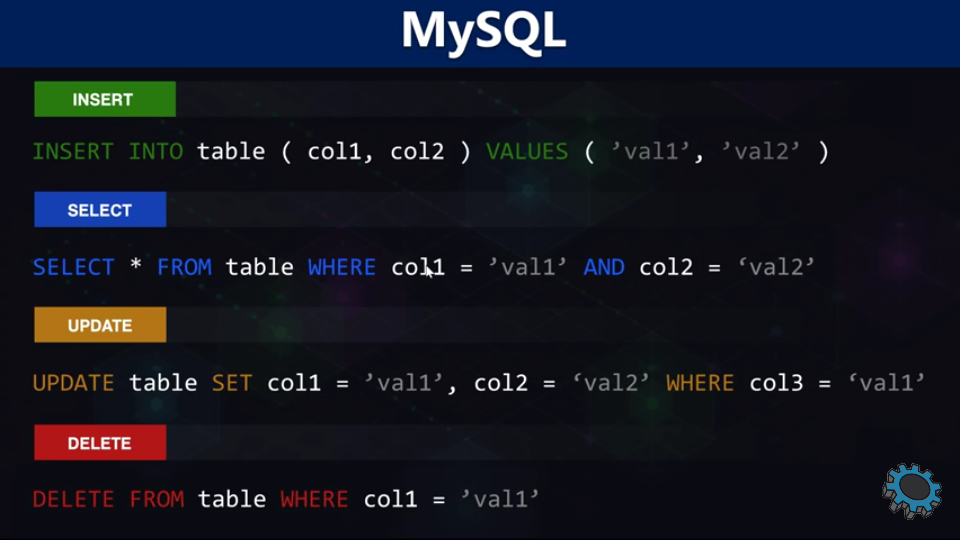 MySQL
INSERT
INSERT INTO table ( col1, col2 ) VALUES ( ’val1’, ’val2’ )
SELECT
SELECT * FROM table WHERE col1 = ’val1’ AND col2 = ‘val2’
UPDATE
UPDATE table SET col1 = ’val1’, col2 = ‘val2’ WHERE col3 = ‘val1’
DELETE
DELETE FROM table WHERE col1 = ’val1’